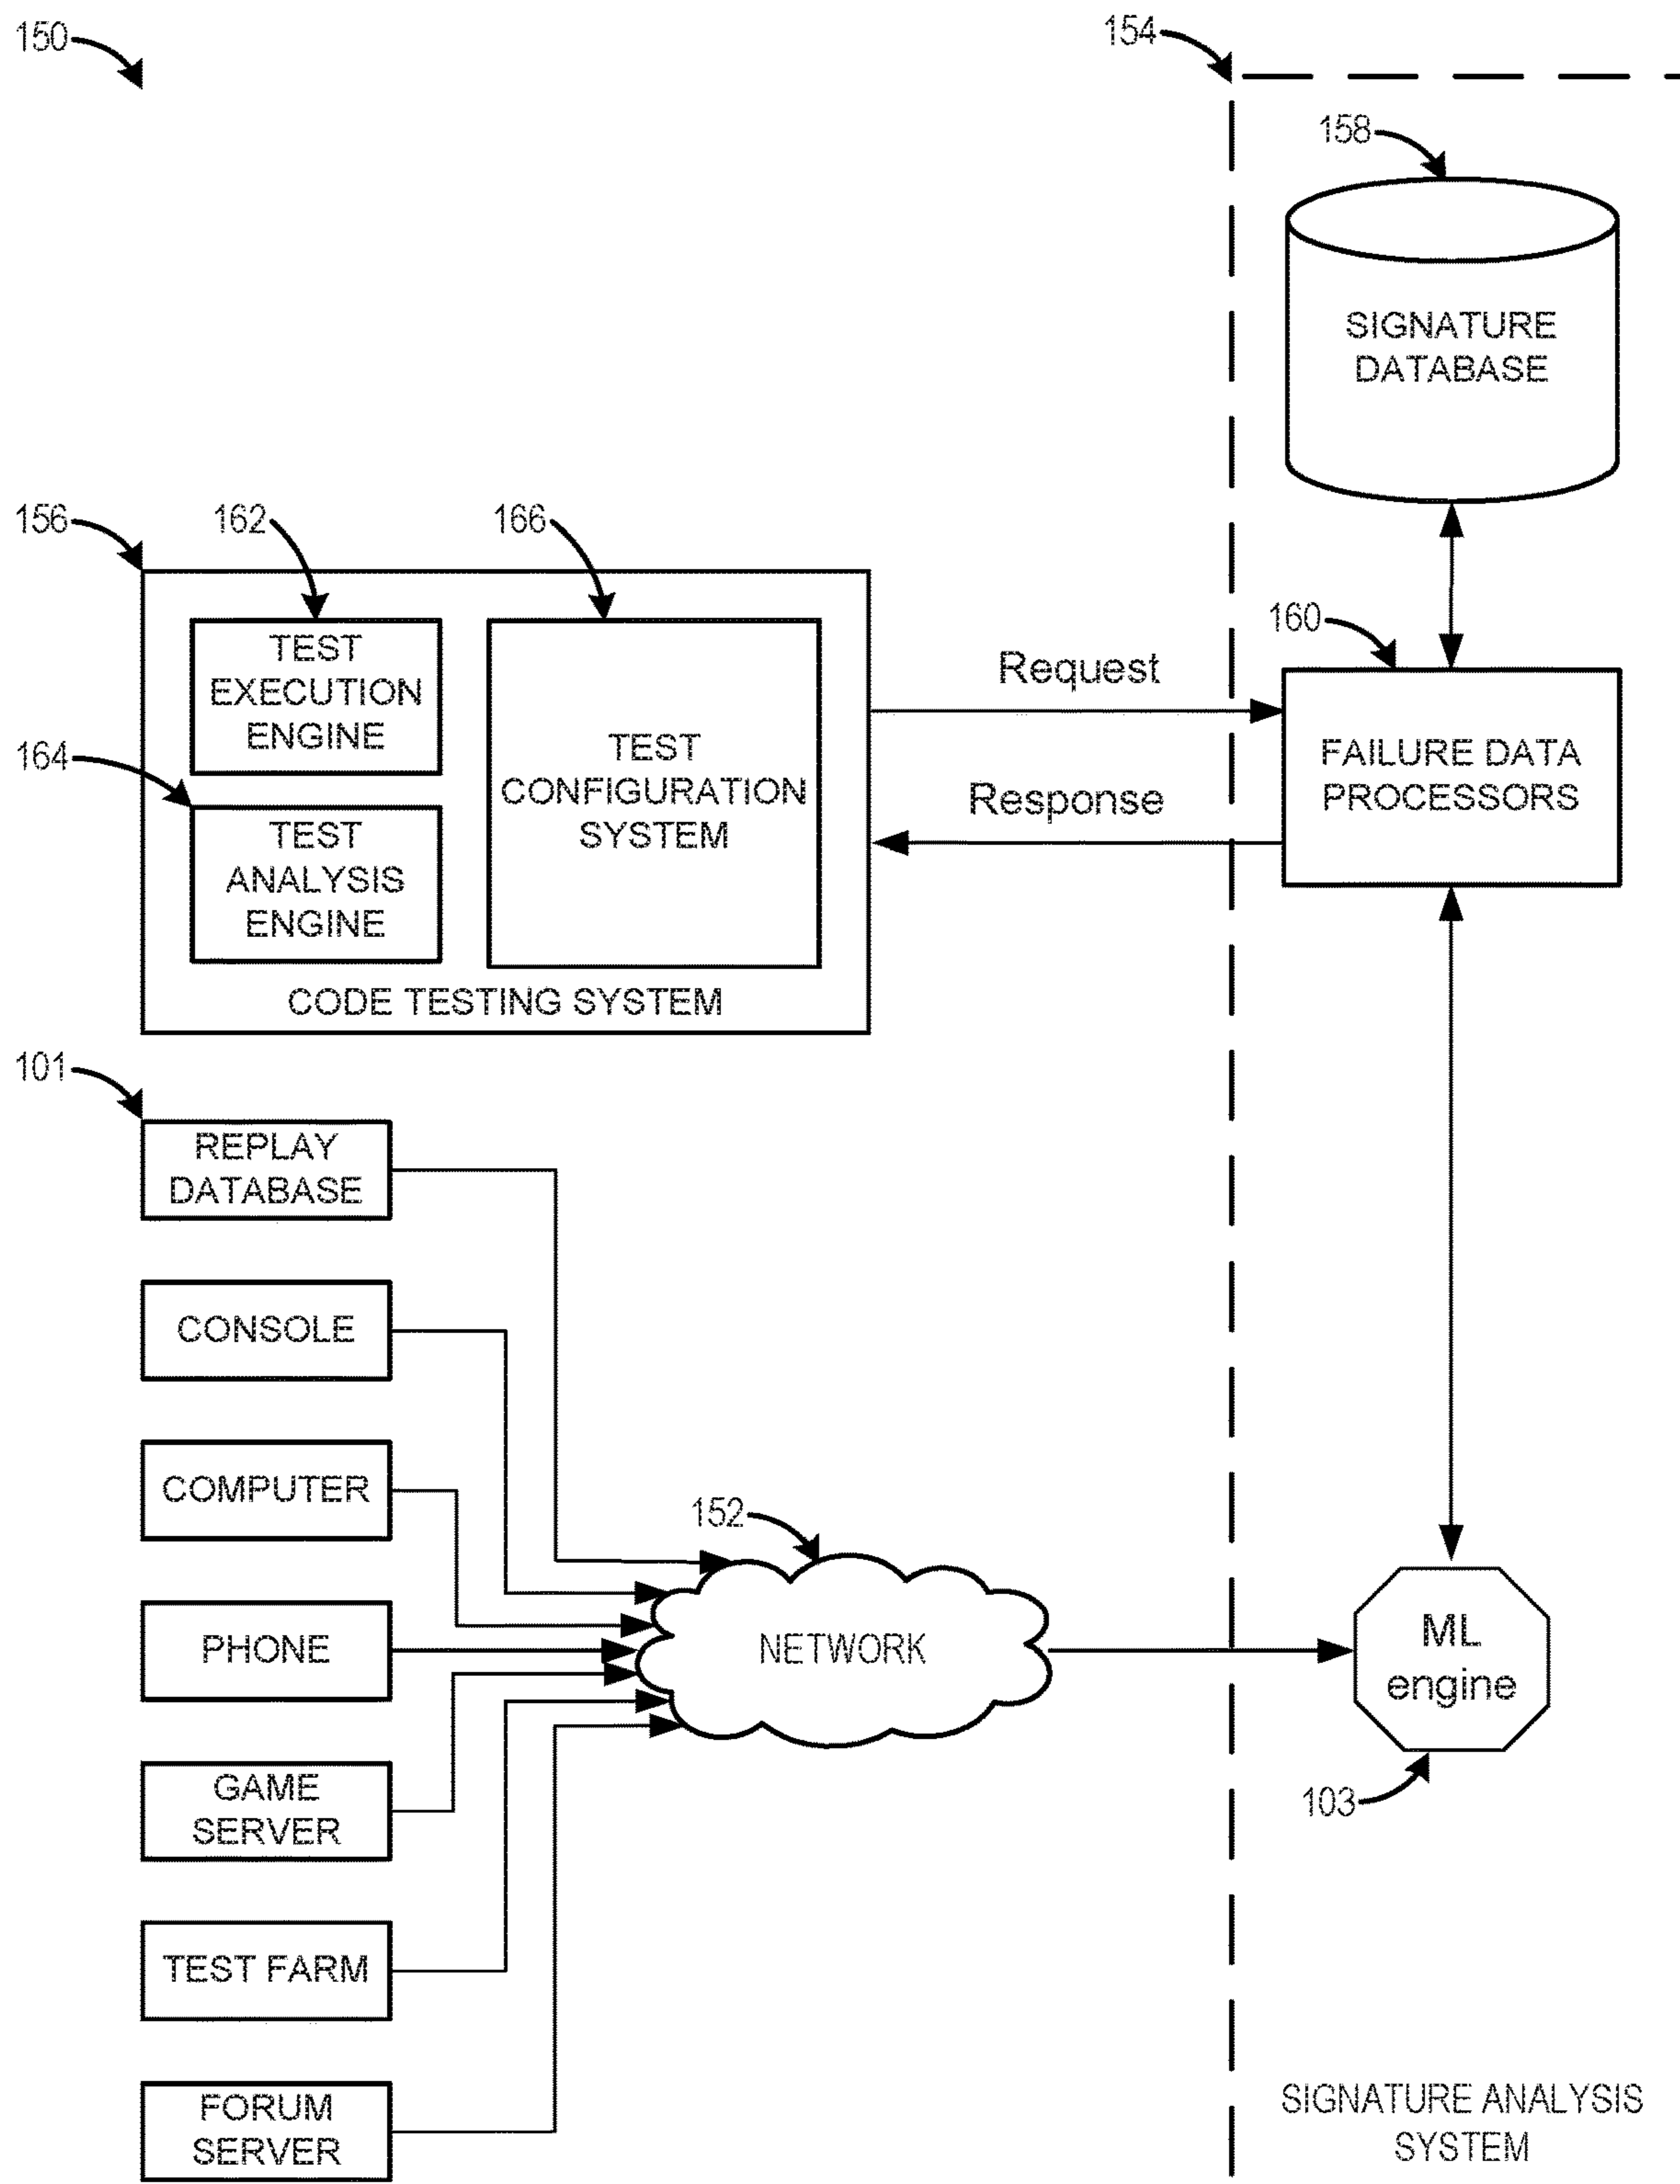 150
154
158
SIGNATURE
DATABASE
156
162
166
160
TEST
EXECUTION
ENGINE
164
TEST
ANALYSIS
ENGINE
TEST
CONFIGURATION
SYSTEM
CODE TESTING SYSTEM
Request
Response
FAILURE DATA
PROCESSORS
101
REPLAY
DATABASE
CONSOLE
COMPUTER
PHONE
GAME
SERVER
TEST FARM
FORUM
SERVER
152
NETWORK
ML
engine
103
SIGNATURE ANALYSIS
SYSTEM